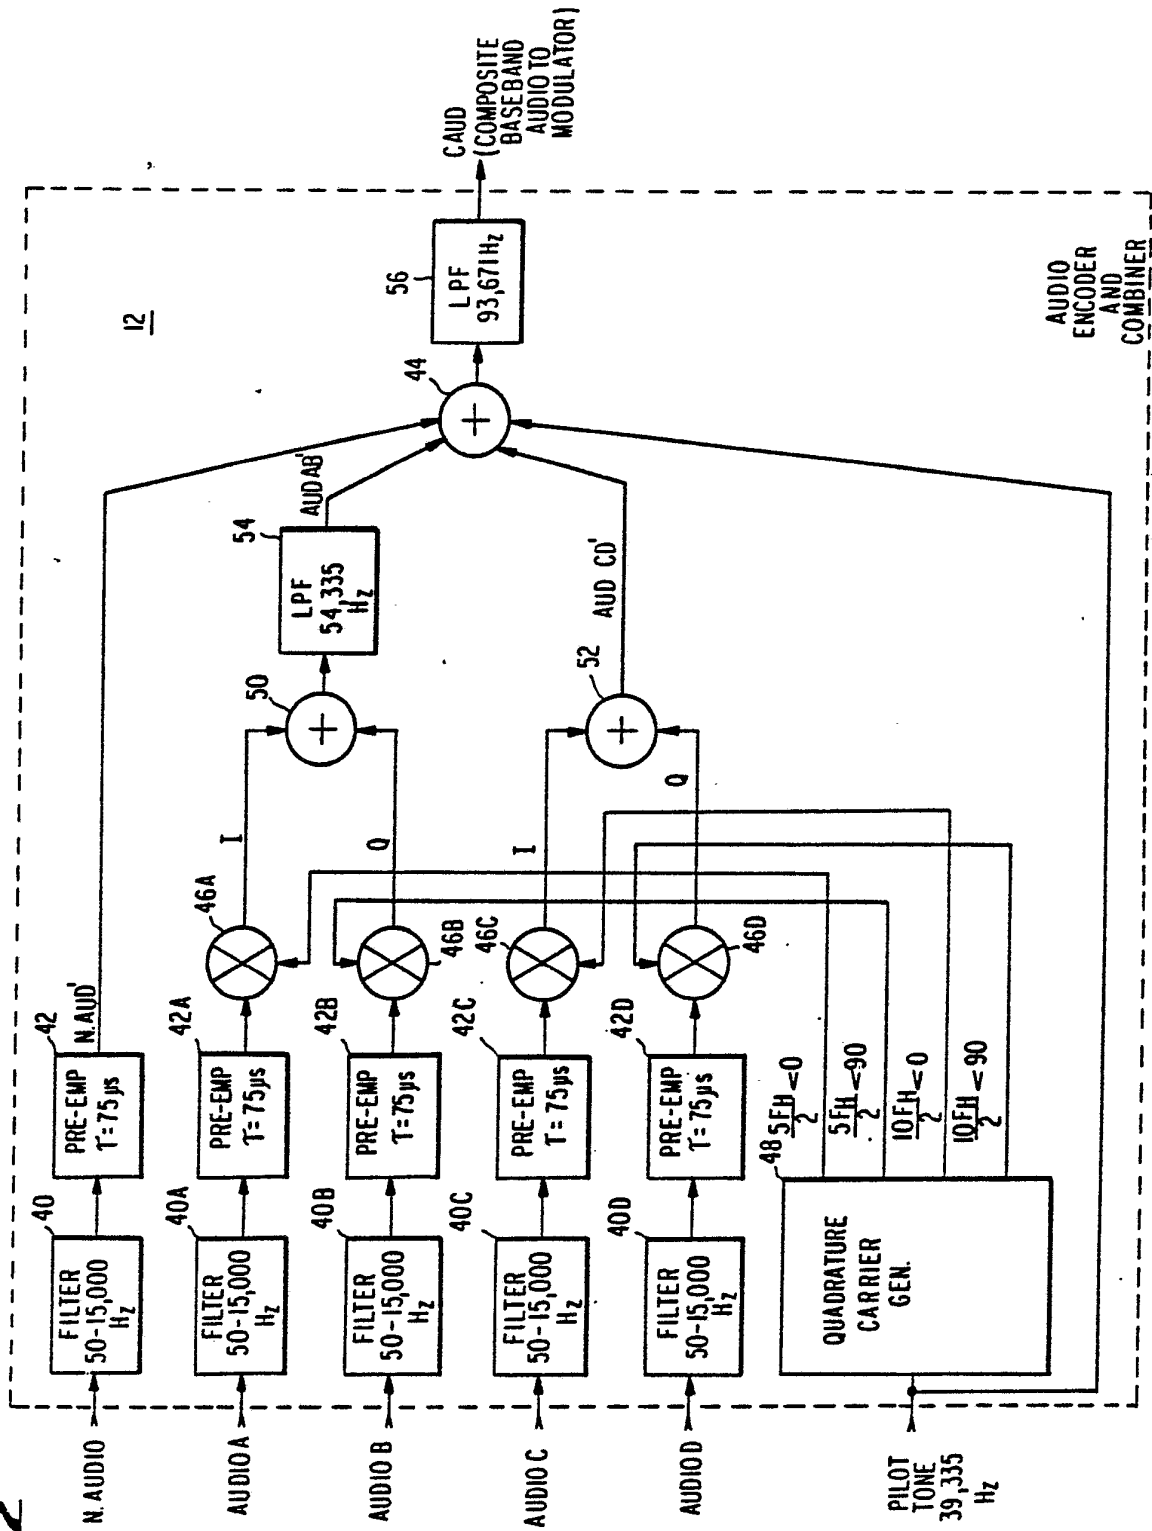 2
12
N. AUDIO
40
FILTER
50-15,000
Hz
42
PRE-EMP
τ=75µs
N.AUD'
AUDIO A
40A
FILTER
50-15,000
Hz
42A
PRE-EMP
τ=75µs
46A
I
AUDIO B
40B
FILTER
50-15,000
Hz
42B
PRE-EMP
τ=75µs
46B
Q
50
+
54
LPF
54,335
Hz
AUDAB'
AUDIO C
40C
FILTER
50-15,000
Hz
42C
PRE-EMP
τ=75µs
46C
I
AUDIO D
40D
FILTER
50-15,000
Hz
42D
PRE-EMP
τ=75µs
46D
Q
52
+
AUD CD'
44
+
56
LPF
93,671Hz
CAUD
(COMPOSITE
BASEBAND
AUDIO TO
MODULATOR)
PILOT
TONE
39,335
Hz
48
QUADRATURE
CARRIER
GEN.
5FH/2 <0
5FH/2 <90
10FH/2 <0
10FH/2 <90
AUDIO
ENCODER
AND
COMBINER